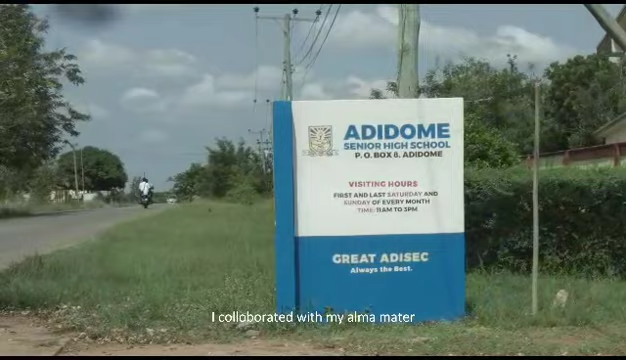 ADIDOME
SENIOR HIGH SCHOOL
P. O. BOX 8. ADIDOME
VISITING HOURS
FIRST AND LAST SATURDAY AND
SUNDAY OF EVERY MONTH
TIME: 11AM TO 3PM
GREAT ADISEC
Always the Best.
I collaborated with my alma mater